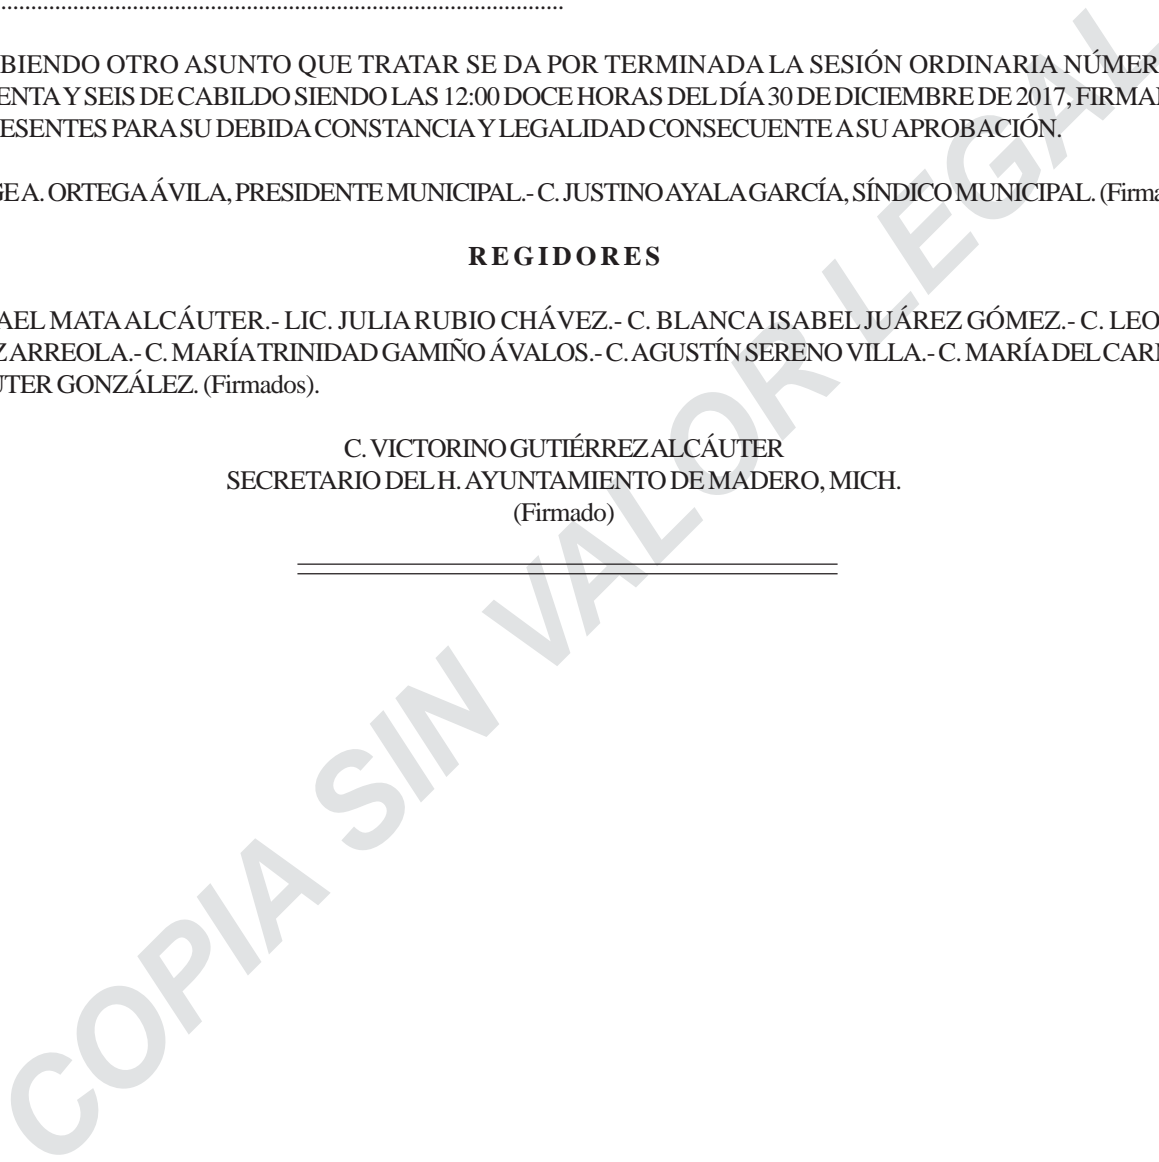 ..............................................................................................
BIENDO OTRO ASUNTO QUE TRATAR SE DA POR TERMINADA LA SESIÓN ORDINARIA NÚMER
ENTA Y SEIS DE CABILDO SIENDO LAS 12:00 DOCE HORAS DEL DÍA 30 DE DICIEMBRE DE 2017, FIRMA
ESENTES PARA SU DEBIDA CONSTANCIA Y LEGALIDAD CONSECUENTE A SU APROBACIÓN.
GE A. ORTEGA ÁVILA, PRESIDENTE MUNICIPAL.- C. JUSTINO AYALA GARCÍA, SÍNDICO MUNICIPAL. (Firma
REGIDORES
AEL MATA ALCÁUTER.- LIC. JULIA RUBIO CHÁVEZ.- C. BLANCA ISABEL JUÁREZ GÓMEZ.- C. LEO
Z ARREOLA.- C. MARÍA TRINIDAD GAMIÑO ÁVALOS.- C. AGUSTÍN SERENO VILLA.- C. MARÍA DEL CAR
UTER GONZÁLEZ. (Firmados).
C. VICTORINO GUTIÉRREZ ALCÁUTER
SECRETARIO DEL H. AYUNTAMIENTO DE MADERO, MICH.
(Firmado)
COPIA SIN VALOR LEGAL